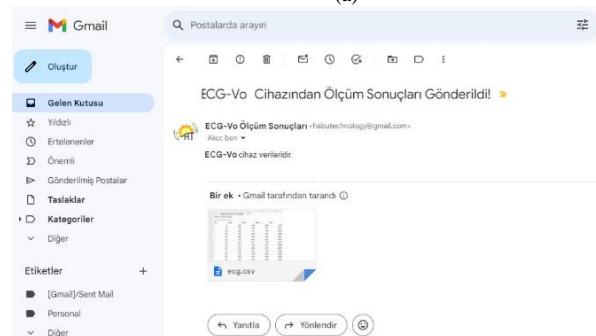 (a)
Gmail
Postalarda arayın
Oluştur
Gelen Kutusu
Yıldızlı
Ertelenenler
Önemli
Gönderilmiş Postalar
Taslaklar
Kategoriler
Diğer
Etiketler +
[Gmail]/Sent Mail
Personal
Diğer
ECG-Vo Cihazından Ölçüm Sonuçları Gönderildi!
ECG-Vo Ölçüm Sonuçları <habutechnology@gmail.com>
Alıcı: ben
ECG-Vo cihaz verileridir.
Bir ek • Gmail tarafından tarandı
ecg.csv
Yanıtla
Yönlendir